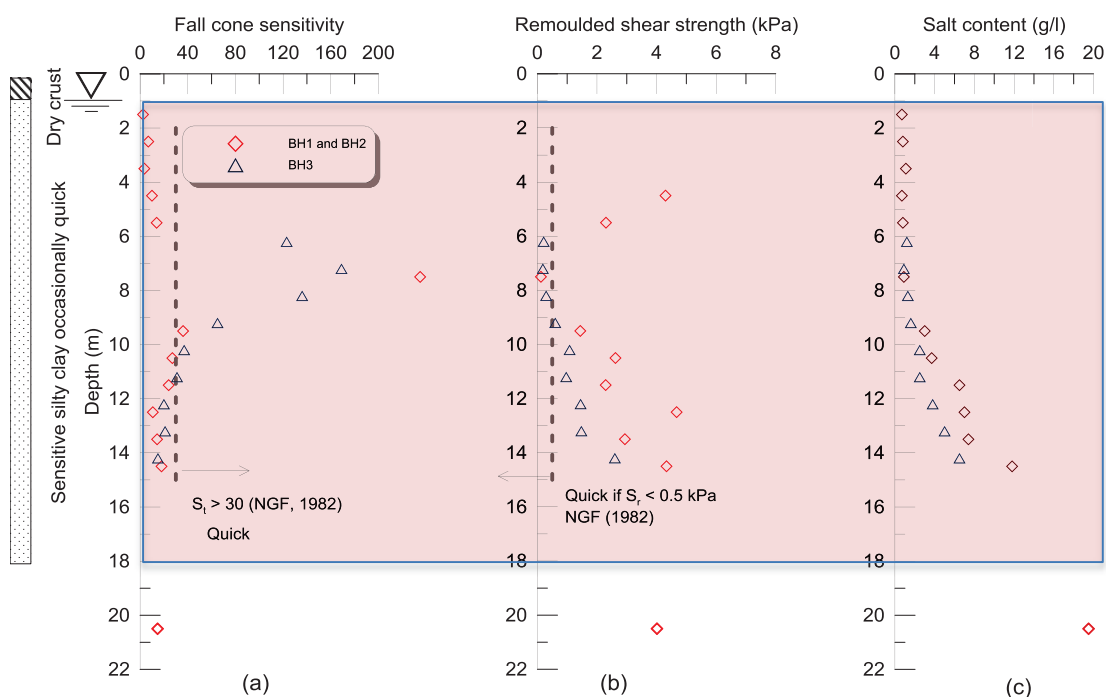 Fall cone sensitivity
0 40 80 120 160 200
Remoulded shear strength (kPa)
0 2 4 6 8
Salt content (g/l)
0 4 8 12 16 20
Dry crust
Sensitive silty clay occasionally quick
Depth (m)
0
2
4
6
8
10
12
14
16
18
20
22
BH1 and BH2
BH3
St > 30 (NGF, 1982)
Quick
(a)
0
2
4
6
8
10
12
14
16
18
20
22
Quick if Sr < 0.5 kPa
NGF (1982)
(b)
0
2
4
6
8
10
12
14
16
18
20
22
(c)